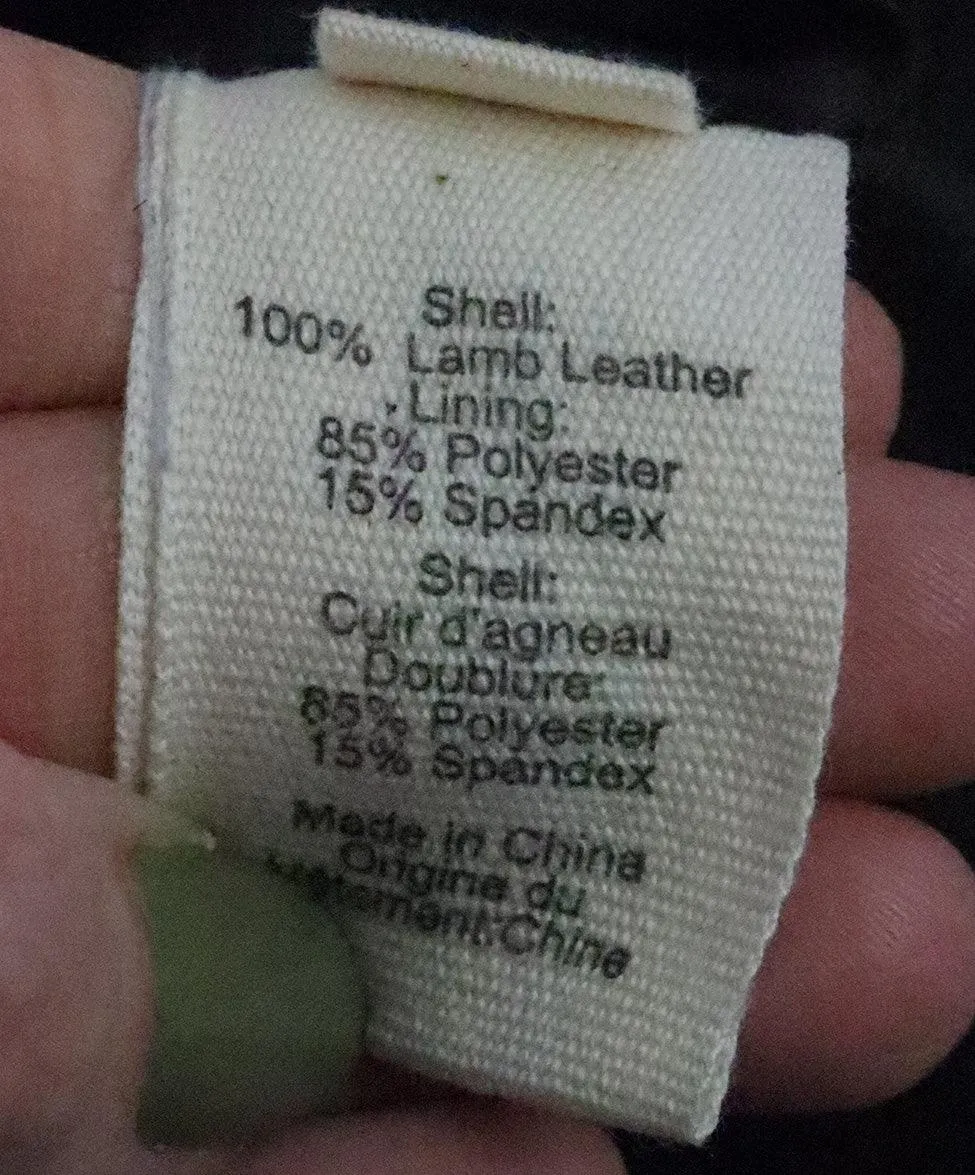 Shell:
100% Lamb Leather
Lining:
85% Polyester
15% Spandex
Shell:
Cuir d'agneau
Doublure:
85% Polyester
15% Spandex
Made in China
Origine du
vêtement:Chine